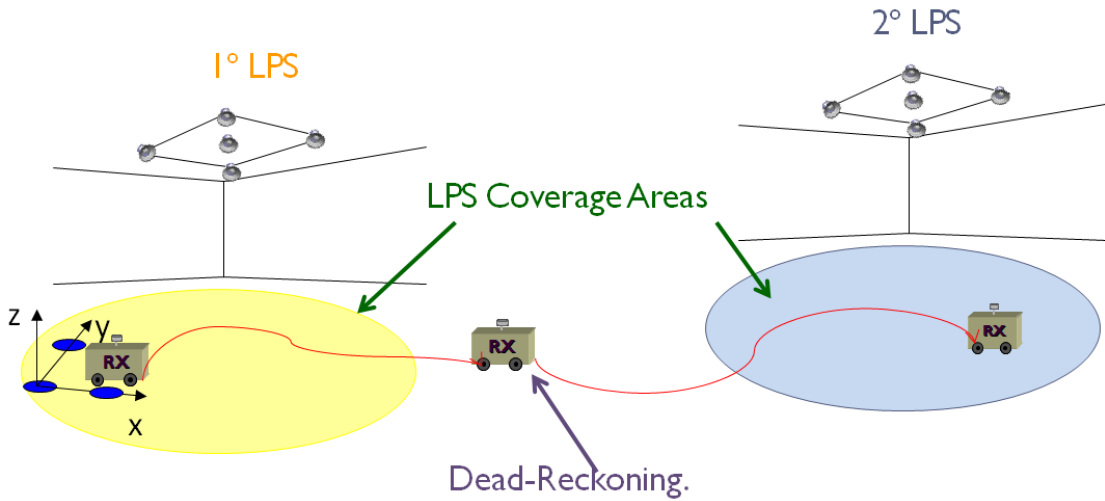 2° LPS
1° LPS
LPS Coverage Areas
z
y
RX
RX
RX
x
Dead-Reckoning.